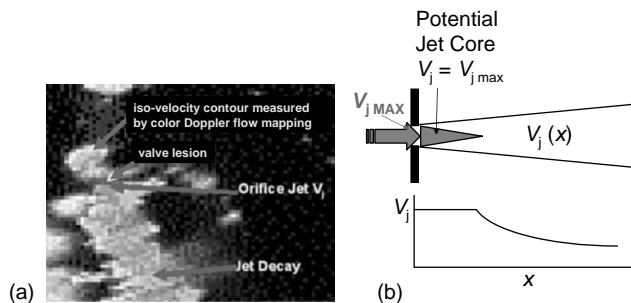 (a)
iso-velocity contour measured
by color Doppler flow mapping
valve lesion
Orifice Jet Vj
Jet Decay
(b)
Potential
Jet Core
Vj = Vj max
Vj MAX
Vj (x)
Vj
x